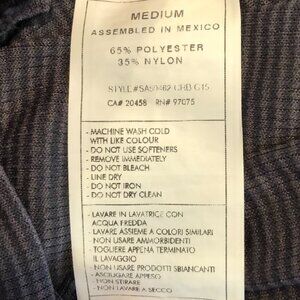 MEDIUM
ASSEMBLED IN MEXICO
65% POLYESTER
35% NYLON
CA# 20458 RN# 97075
- MACHINE WASH COLD
WITH LIKE COLOUR
- DO NOT USE SOFTENERS
- REMOVE IMMEDIATELY
- DO NOT BLEACH
- LINE DRY
- DO NOT IRON
- DO NOT DRY CLEAN
- LAVARE IN LAVATRICE CON
ACQUA FREDDA
- LAVARE ASSIEME A COLORI SIMILARI
- NON USARE AMMORBIDENTI
- TOGLIERE APPENA TERMINATO
IL LAVAGGIO
- NON USARE PRODOTTI SBIANCANTI
- ASCIUGARE APPESO
- NON STIRARE
- NON LAVARE A SECCO